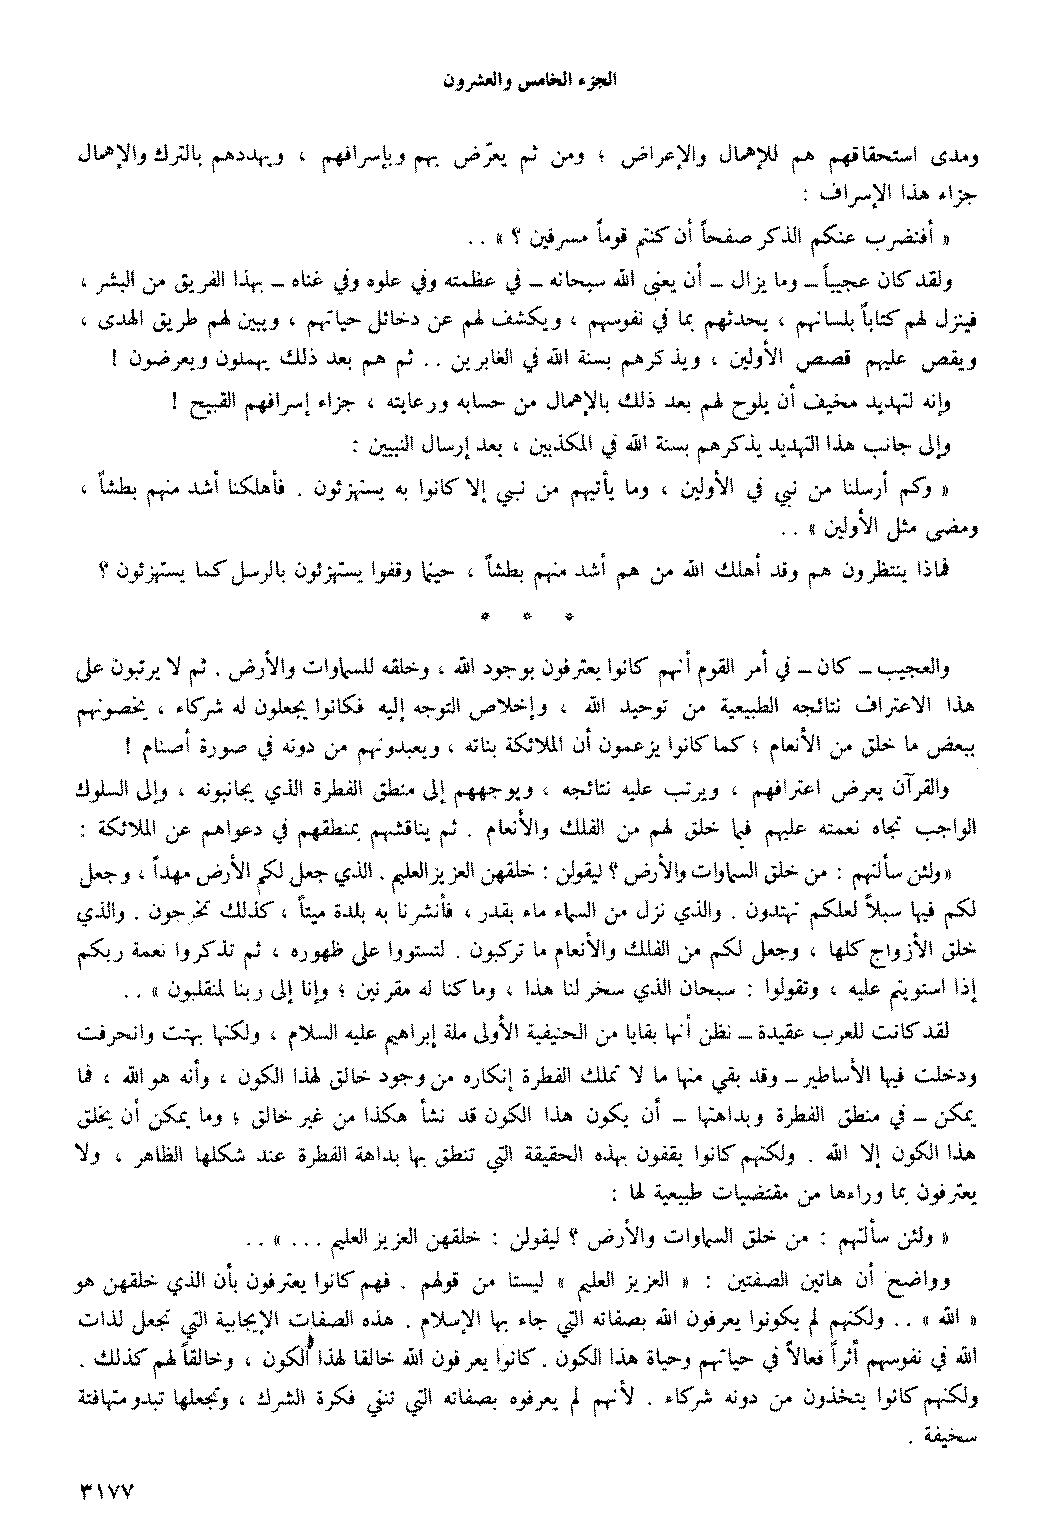 الجزء الخامس والعشرون
ومدى استحقاقهم هم للإهمال والإعراض ؛ ومن ثم يعرّض بهم وبإسرافهم ، ويهددهم بالترك والإهمال
جزاء هذا الإسراف :
« أفنضرب عنكم الذكر صفحاً أن كنتم قوماً مسرفين ؟ » . .
ولقد كان عجيباً – وما يزال – أن يعنى الله سبحانه – في عظمته وفي علوه وفي غناه – بهذا الفريق من البشر ،
فينزل لهم كتاباً بلسانهم ، يحدثهم بما في نفوسهم ، ويكشف لهم عن دخائل حياتهم ، ويبين لهم طريق الهدى ،
ويقص عليهم قصص الأولين ، ويذكرهم بسنة الله في الغابرين . . ثم هم بعد ذلك يهملون ويعرضون !
وإنه لتهديد مخيف أن يلوح لهم بعد ذلك بالإهمال من حسابه ورعايته ، جزاء إسرافهم القبيح !
وإلى جانب هذا التهديد يذكرهم بسنة الله في المكذبين ، بعد إرسال النبيين :
« وكم أرسلنا من نبي في الأولين ، وما يأتيهم من نبي إلا كانوا به يستهزئون . فأهلكنا أشد منهم بطشاً ،
ومضى مثل الأولين » . .
فماذا ينتظرون هم وقد أهلك الله من هم أشد منهم بطشاً ، حينما وقفوا يستهزئون بالرسل كما يستهزئون ؟
* * *
والعجيب – كان – في أمر القوم أنهم كانوا يعترفون بوجود الله ، وخلقه للسماوات والأرض . ثم لا يرتبون على
هذا الاعتراف نتائجه الطبيعية من توحيد الله ، وإخلاص التوجه إليه فكانوا يجعلون له شركاء ، يخصونهم
ببعض ما خلق من الأنعام ؛ كما كانوا يزعمون أن الملائكة بناته ، ويعبدونهم من دونه في صورة أصنام !
والقرآن يعرض اعترافهم ، ويرتب عليه نتائجه ، ويوجههم إلى منطق الفطرة الذي يجانبونه ، وإلى السلوك
الواجب تجاه نعمته عليهم فيما خلق لهم من الفلك والأنعام . ثم يناقشهم بمنطقهم في دعواهم عن الملائكة :
« ولئن سألتهم : من خلق السماوات والأرض ؟ ليقولن : خلقهن العزيز العليم . الذي جعل لكم الأرض مهداً ، وجعل
لكم فيها سبلاً لعلكم تهتدون . والذي نزل من السماء ماء بقدر ، فأنشرنا به بلدة ميتاً ، كذلك تخرجون . والذي
خلق الأزواج كلها ، وجعل لكم من الفلك والأنعام ما تركبون . لتستووا على ظهوره ، ثم تذكروا نعمة ربكم
إذا استويتم عليه ، وتقولوا : سبحان الذي سخر لنا هذا ، وما كنا له مقرنين ؛ وإنا إلى ربنا لمنقلبون » . .
لقد كانت للعرب عقيدة – نظن أنها بقايا من الحنيفية الأولى ملة إبراهيم عليه السلام ، ولكنها بهتت وانحرفت
ودخلت فيها الأساطير – وقد بقي منها ما لا تملك الفطرة إنكاره من وجود خالق لهذا الكون ، وأنه هو الله ، فما
يمكن – في منطق الفطرة وبداهتها – أن يكون هذا الكون قد نشأ هكذا من غير خالق ؛ وما يمكن أن يخلق
هذا الكون إلا الله . ولكنهم كانوا يقفون بهذه الحقيقة التي تنطق بها بداهة الفطرة عند شكلها الظاهر ، ولا
يعترفون بما وراءها من مقتضيات طبيعية لها :
« ولئن سألتهم : من خلق السماوات والأرض ؟ ليقولن : خلقهن العزيز العليم . . . » . .
وواضح أن هاتين الصفتين : « العزيز العليم » ليستا من قولهم . فهم كانوا يعترفون بأن الذي خلقهن هو
« الله » . . ولكنهم لم يكونوا يعرفون الله بصفاته التي جاء بها الإسلام . هذه الصفات الإيجابية التي تجعل لذات
الله في نفوسهم أثراً فعالاً في حياتهم وحياة هذا الكون . كانوا يعرفون الله خالقا لهذا الكون ، وخالقاً لهم كذلك .
ولكنهم كانوا يتخذون من دونه شركاء . لأنهم لم يعرفوه بصفاته التي تنفي فكرة الشرك ، وتجعلها تبدو متهافتة
سخيفة .
٣١٧٧